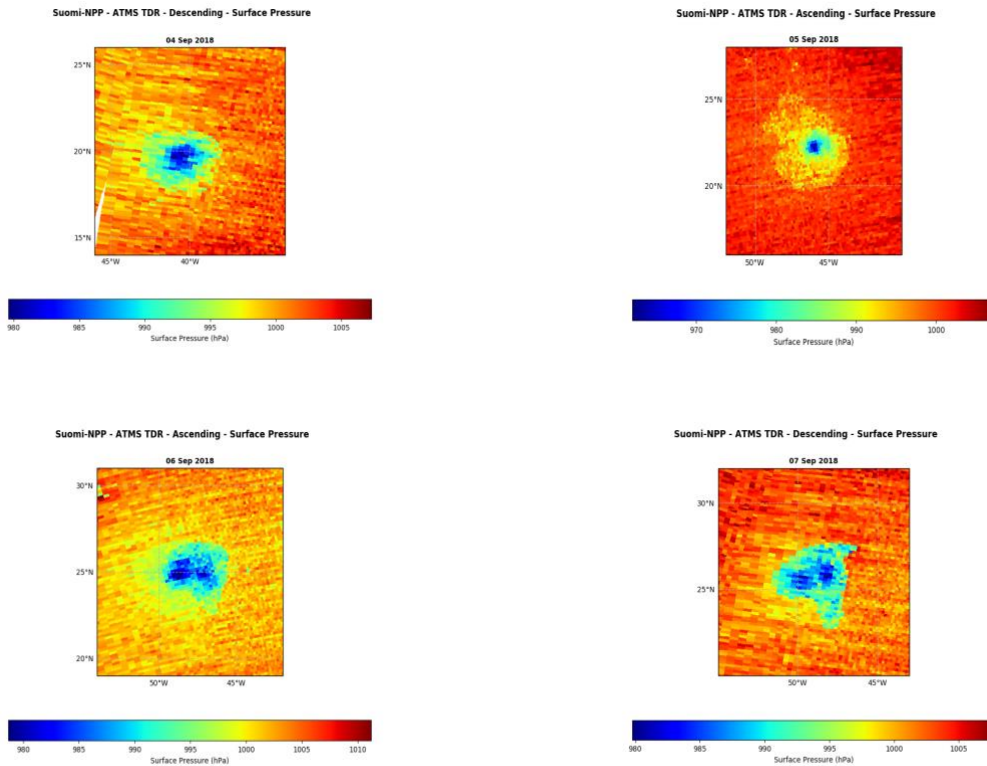 Suomi-NPP - ATMS TDR - Descending - Surface Pressure
04 Sep 2018
25°N
20°N
15°N
45°W 40°W
980 985 990 995 1000 1005
Surface Pressure (hPa)
Suomi-NPP - ATMS TDR - Ascending - Surface Pressure
05 Sep 2018
25°N
20°N
50°W 45°W
970 980 990 1000
Surface Pressure (hPa)
Suomi-NPP - ATMS TDR - Ascending - Surface Pressure
06 Sep 2018
30°N
25°N
20°N
50°W 45°W
980 985 990 995 1000 1005 1010
Surface Pressure (hPa)
Suomi-NPP - ATMS TDR - Descending - Surface Pressure
07 Sep 2018
30°N
25°N
50°W 45°W
980 985 990 995 1000 1005
Surface Pressure (hPa)